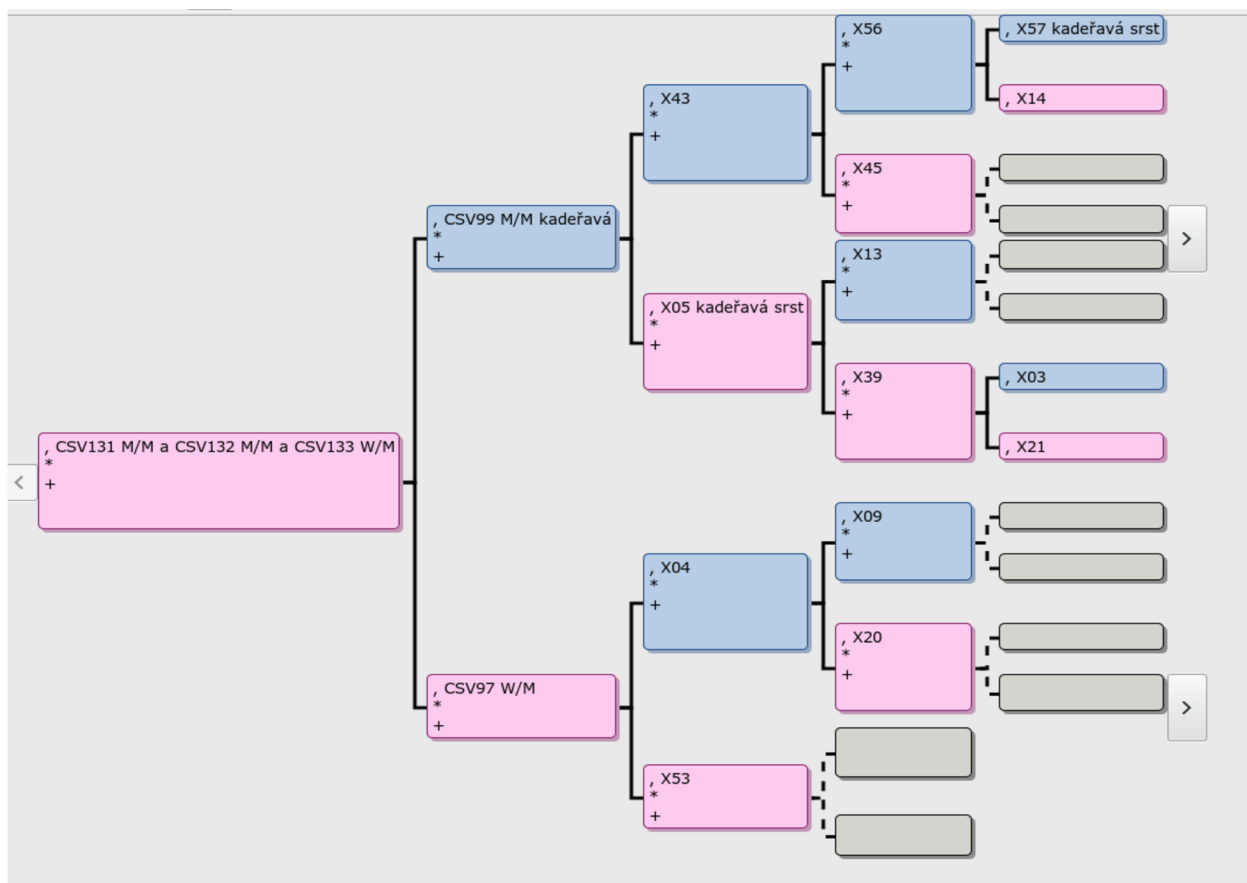 , X56
*
+
, X57 kadeřavá srst
, X14
, X43
*
+
, X45
*
+
, CSV99 M/M kadeřavá
*
+
, X13
*
+
, X05 kadeřavá srst
*
+
, X39
*
+
, X03
, X21
, CSV131 M/M a CSV132 M/M a CSV133 W/M
*
+
<
>
, X09
*
+
, X04
*
+
, X20
*
+
, CSV97 W/M
*
+
>
, X53
*
+